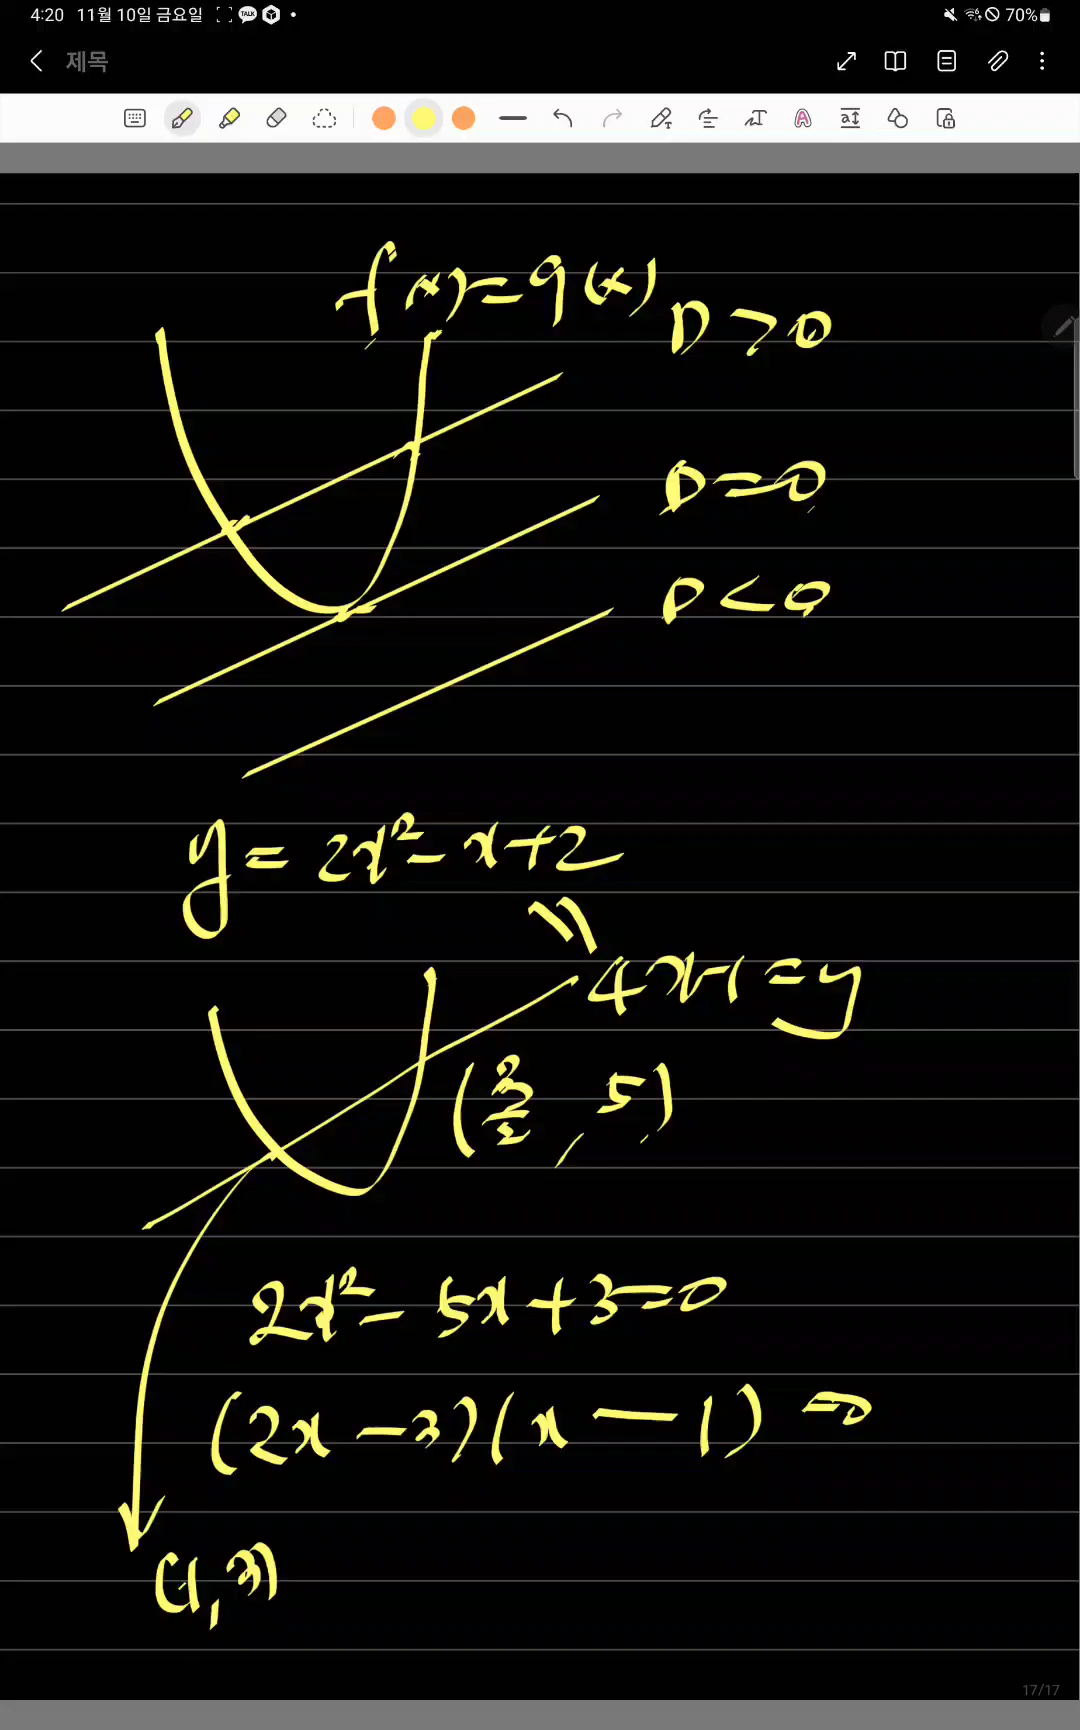 4:20 11월 10일 금요일 TALK 70%
제목
f(x)=g(x)
D>0
D=0
D<0
y=2x²-x+2
=
4x-1=y
(3/2, 5)
2x²-5x+3=0
(2x-3)(x-1)=0
(1,3)
17/17